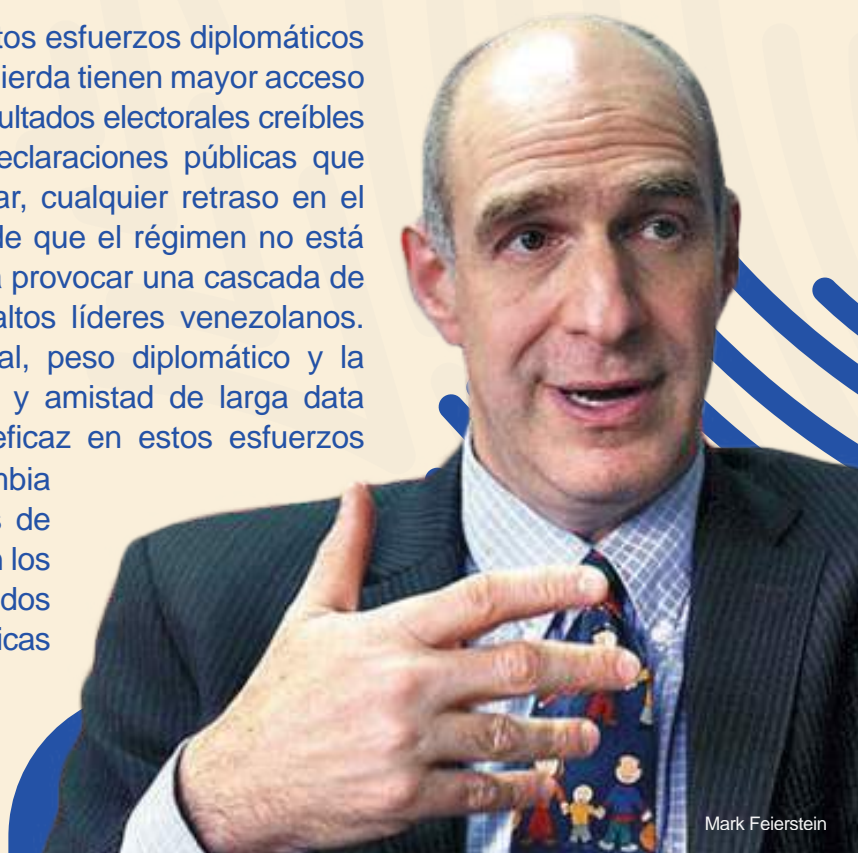 tos esfuerzos diplomáticos
ierda tienen mayor acceso
ultados electorales creíbles
eclaraciones públicas que
ar, cualquier retraso en el
de que el régimen no está
a provocar una cascada de
altos líderes venezolanos.
al, peso diplomático y la
y amistad de larga data
eficaz en estos esfuerzos
nbia
s de
n los
dos
icas
Mark Feierstein